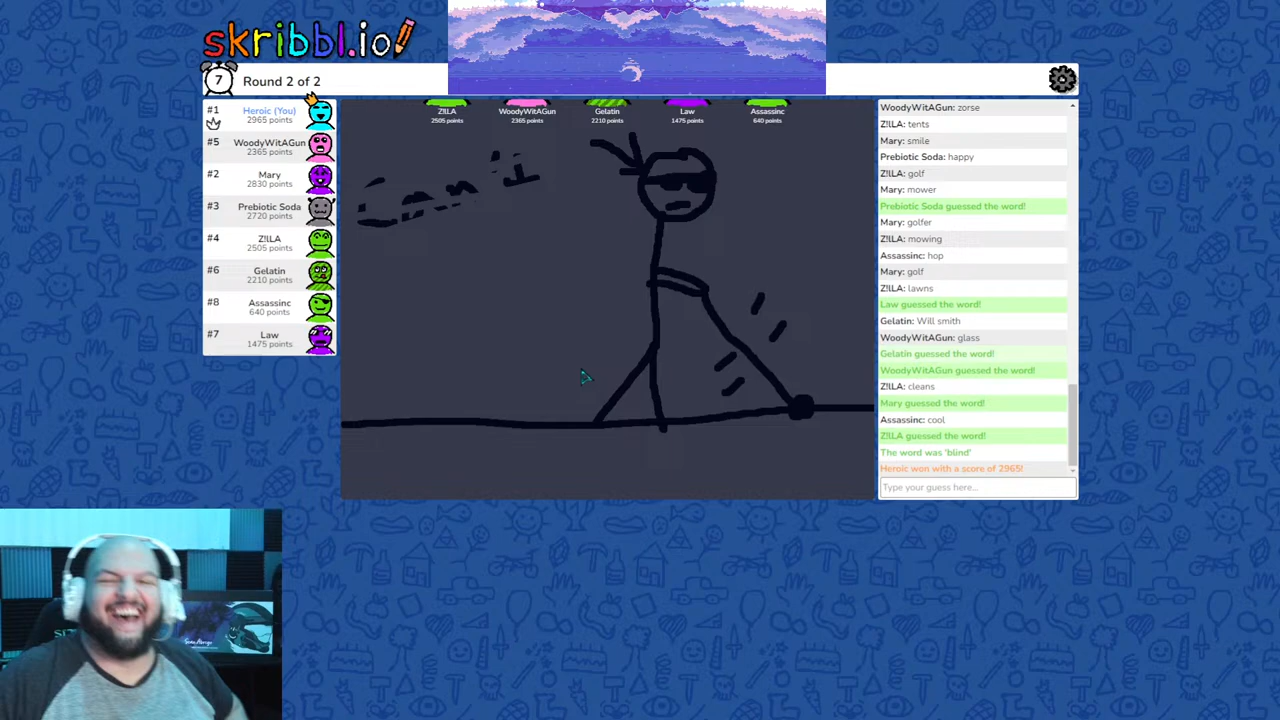 skribbl.io!
7
Round 2 of 2
#1
Heroic (You)
2965 points
#5
WoodyWitAGun
2365 points
#2
Mary
2830 points
#3
Prebiotic Soda
2720 points
#4
Z!lLA
2505 points
#6
Gelatin
2210 points
#8
Assassinc
640 points
#7
Law
1475 points
Z!lLA
2505 points
WoodyWitAGun
2365 points
Gelatin
2210 points
Law
1475 points
Assassinc
640 points
Can't
WoodyWitAGun: zorse
Z!lLA: tents
Mary: smile
Prebiotic Soda: happy
Z!lLA: golf
Mary: mower
Prebiotic Soda guessed the word!
Mary: golfer
Z!lLA: mowing
Assassinc: hop
Mary: golf
Z!lLA: lawns
Law guessed the word!
Gelatin: Will smith
WoodyWitAGun: glass
Gelatin guessed the word!
WoodyWitAGun guessed the word!
Z!lLA: cleans
Mary guessed the word!
Assassinc: cool
Z!lLA guessed the word!
The word was 'blind'
Heroic won with a score of 2965!
Type your guess here...